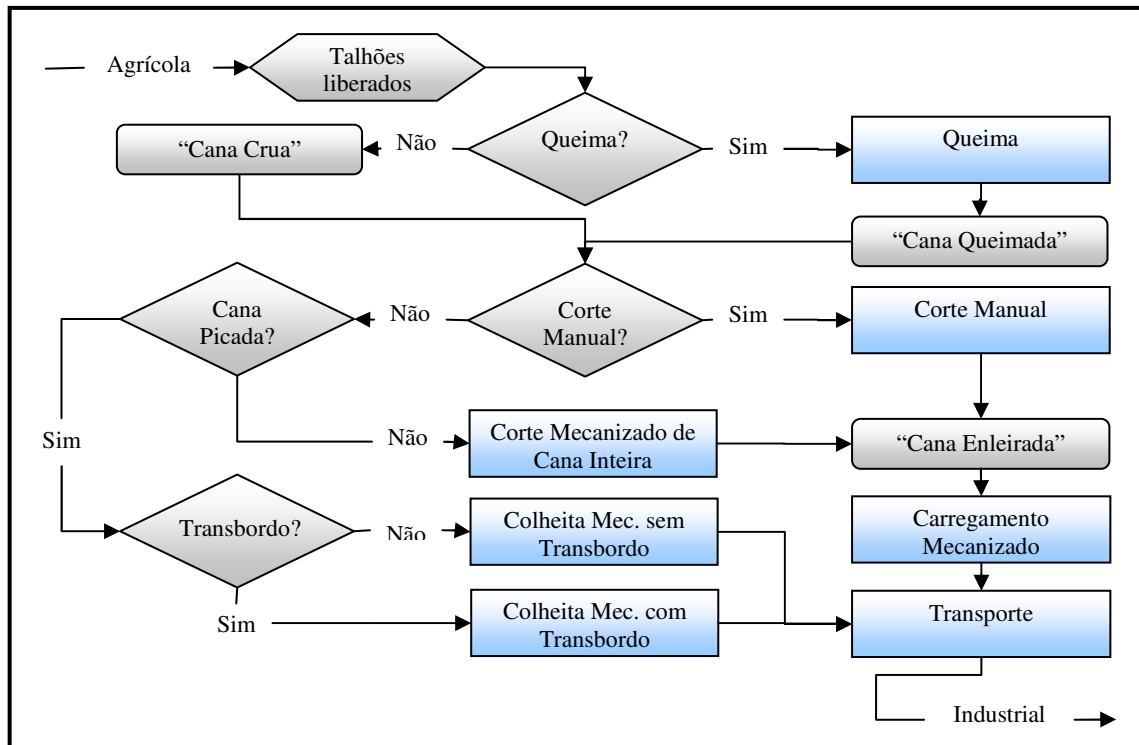 Agrícola
Talhões
liberados
“Cana Crua”
Não
Queima?
Sim
Queima
“Cana Queimada”
Cana
Picada?
Não
Corte
Manual?
Sim
Corte Manual
Sim
Não
Corte Mecanizado de
Cana Inteira
“Cana Enleirada”
Transbordo?
Não
Colheita Mec. sem
Transbordo
Carregamento
Mecanizado
Sim
Colheita Mec. com
Transbordo
Transporte
Industrial